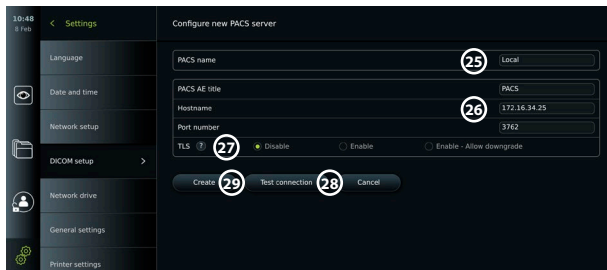 10:48
8 Feb
< Settings
Configure new PACS server
Language
Date and time
Network setup
DICOM setup >
Network drive
General settings
Printer settings
PACS name 25 Local
PACS AE title PACS
Hostname 26 172.16.34.25
Port number 3762
TLS ? 27 Disable Enable Enable - Allow downgrade
Create 29 Test connection 28 Cancel